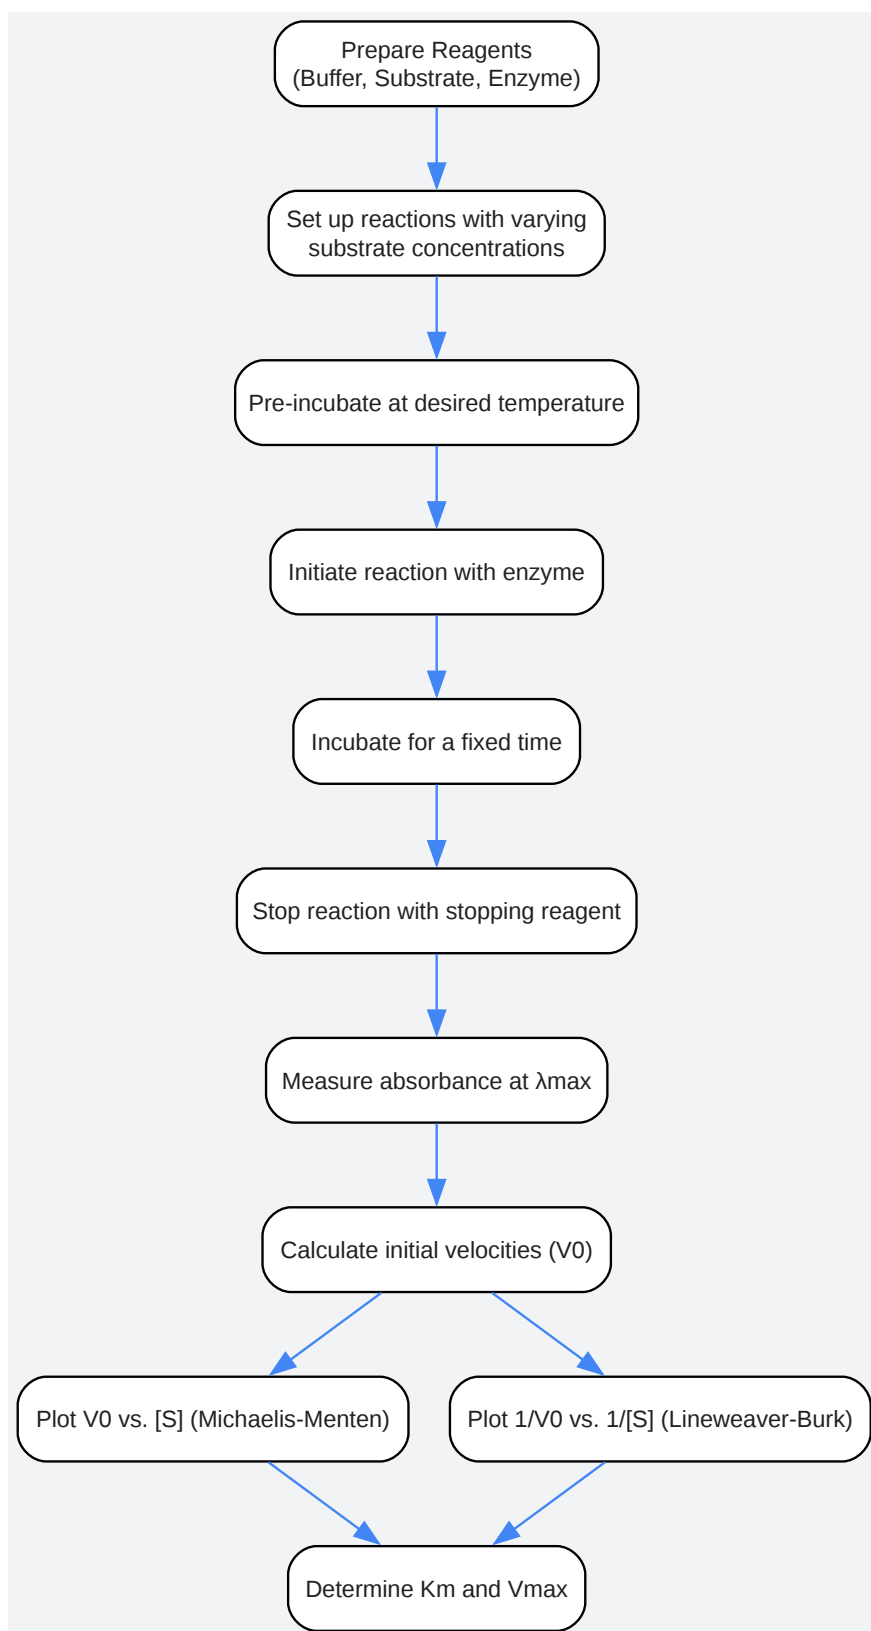 Prepare Reagents
(Buffer, Substrate, Enzyme)
Set up reactions with varying
substrate concentrations
Pre-incubate at desired temperature
Initiate reaction with enzyme
Incubate for a fixed time
Stop reaction with stopping reagent
Measure absorbance at λmax
Calculate initial velocities (V0)
Plot V0 vs. [S] (Michaelis-Menten)
Plot 1/V0 vs. 1/[S] (Lineweaver-Burk)
Determine Km and Vmax